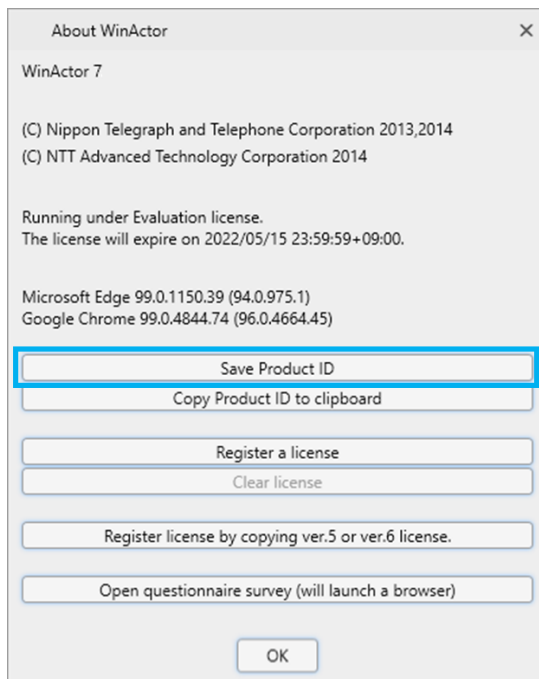 About WinActor
WinActor 7
(C) Nippon Telegraph and Telephone Corporation 2013,2014
(C) NTT Advanced Technology Corporation 2014
Running under Evaluation license.
The license will expire on 2022/05/15 23:59:59+09:00.
Microsoft Edge 99.0.1150.39 (94.0.975.1)
Google Chrome 99.0.4844.74 (96.0.4664.45)
Save Product ID
Copy Product ID to clipboard
Register a license
Clear license
Register license by copying ver.5 or ver.6 license.
Open questionnaire survey (will launch a browser)
OK